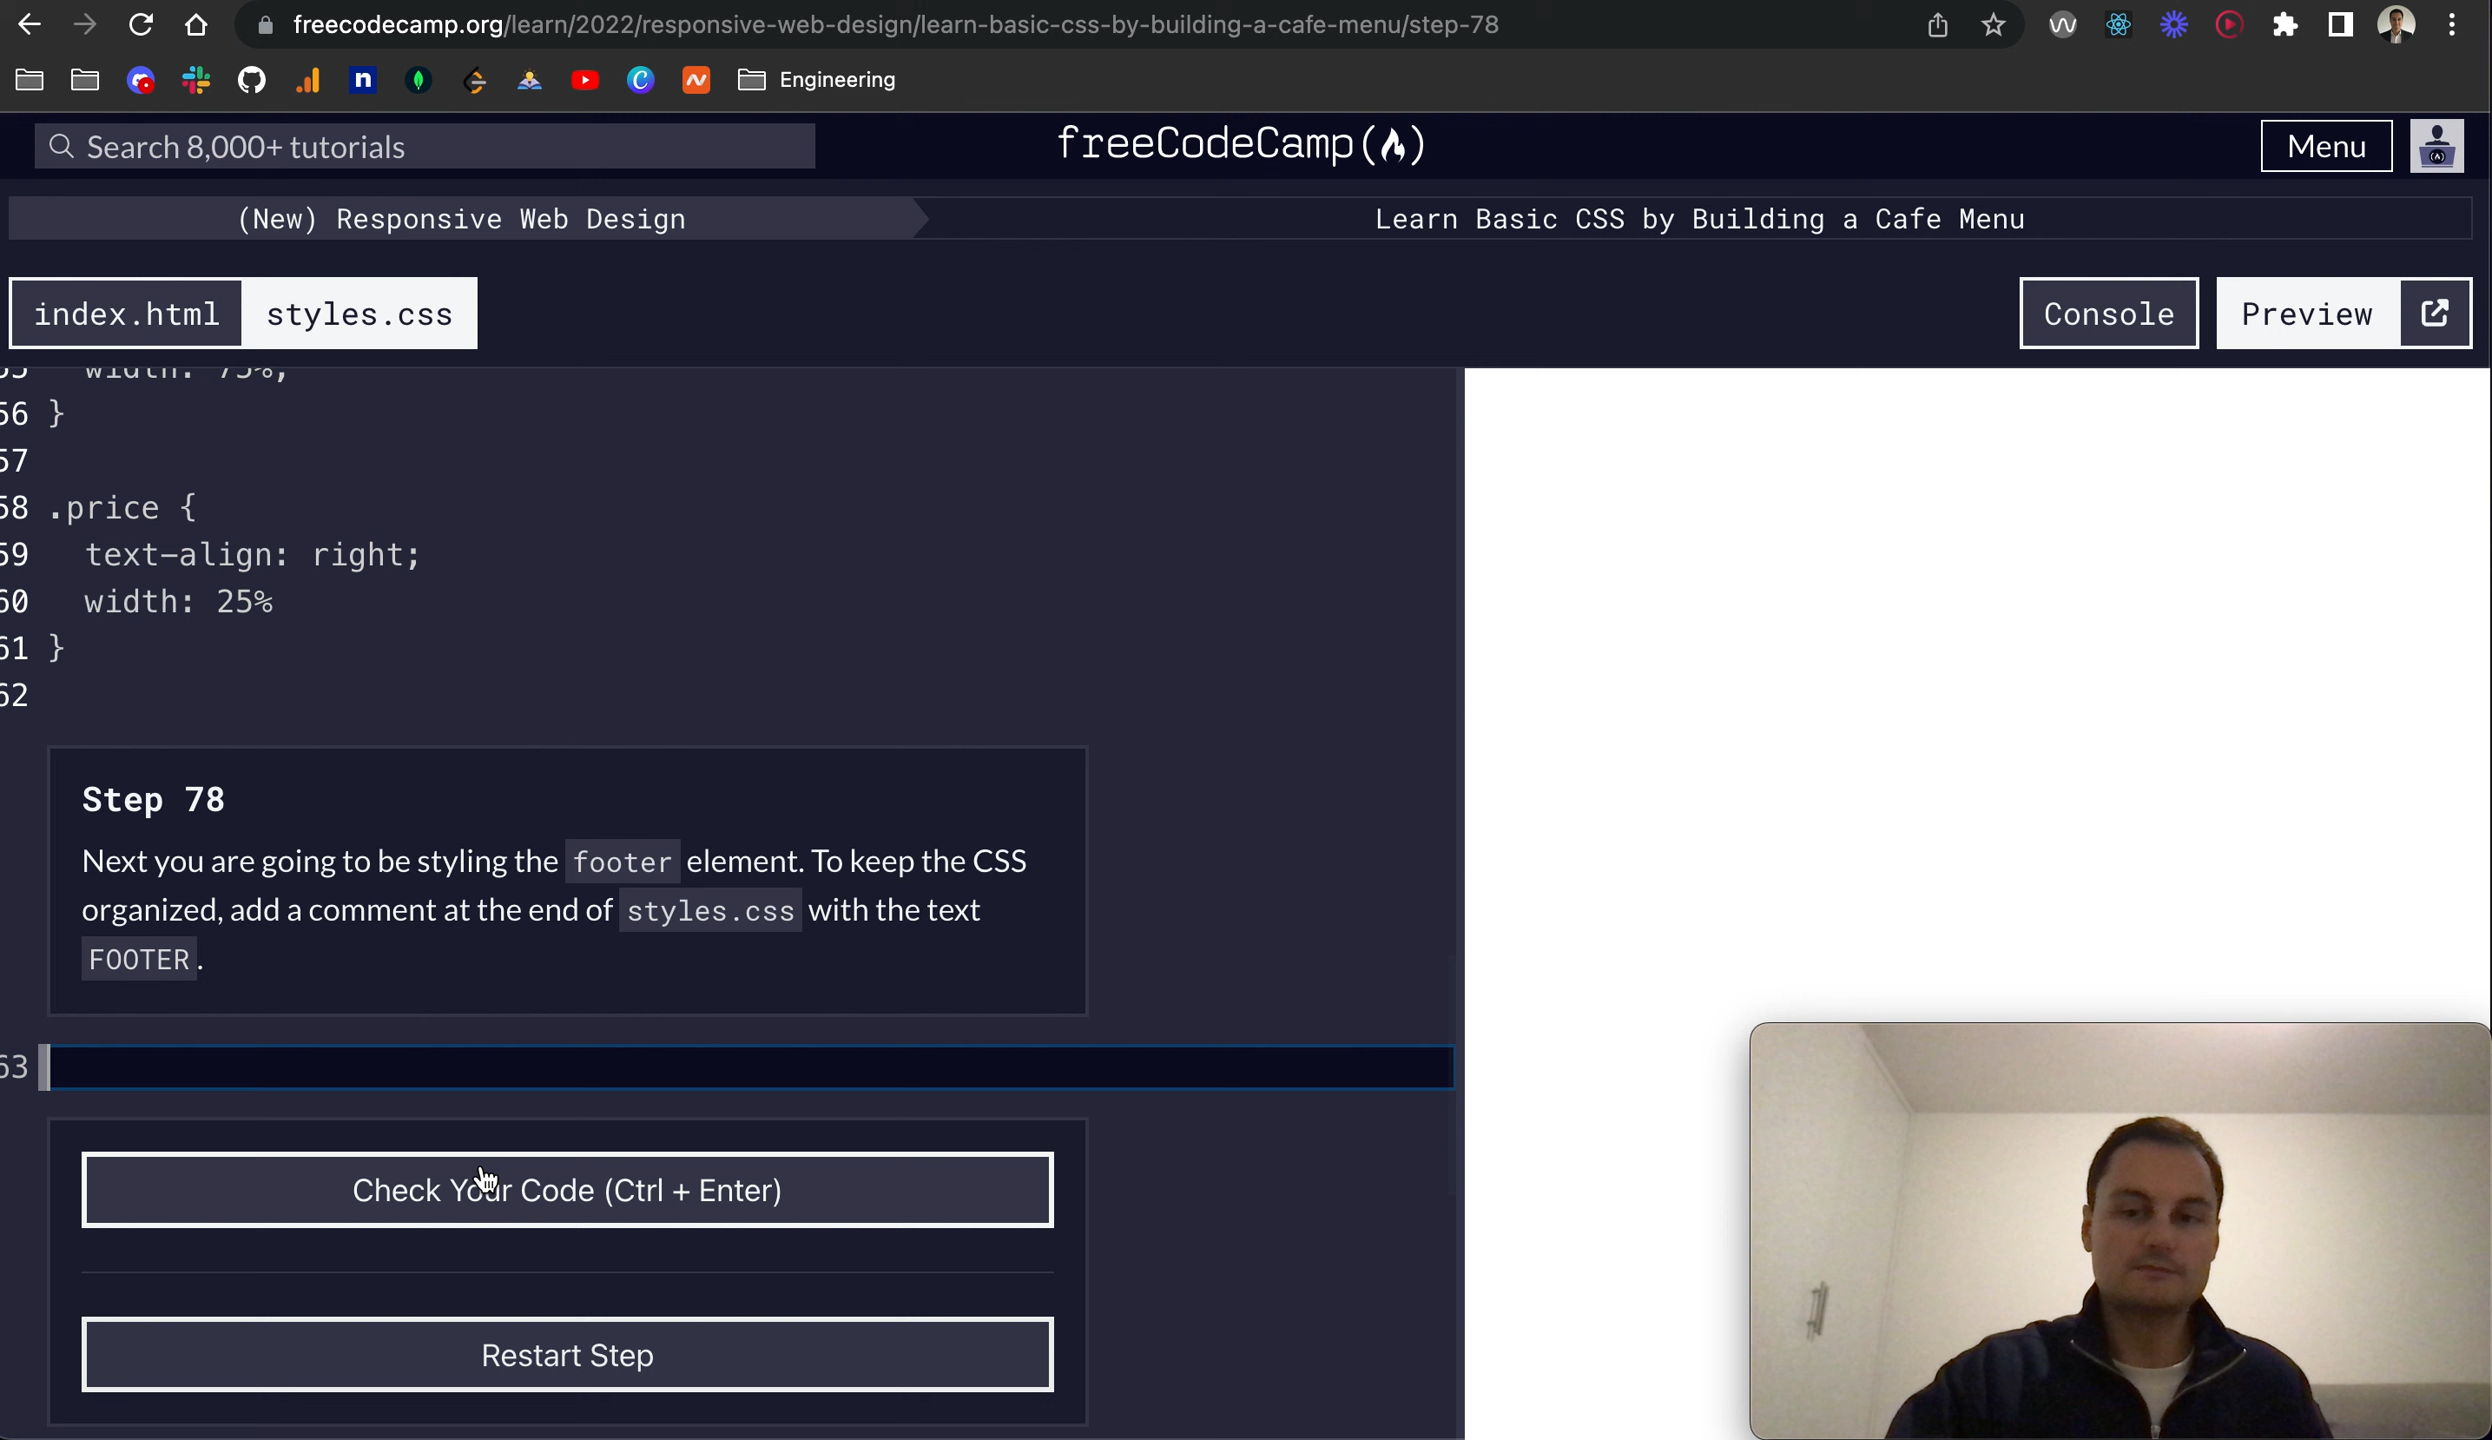 freecodecamp.org/learn/2022/responsive-web-design/learn-basic-css-by-building-a-cafe-menu/step-78
Engineering
Search 8,000+ tutorials
freeCodeCamp
Menu
(New) Responsive Web Design
Learn Basic CSS by Building a Cafe Menu
index.html
styles.css
Console
Preview
55 width: 75%;
56 }
57
58 .price {
59 text-align: right;
60 width: 25%
61 }
62
Step 78
Next you are going to be styling the footer element. To keep the CSS
organized, add a comment at the end of styles.css with the text
FOOTER.
63
Check Your Code (Ctrl + Enter)
Restart Step